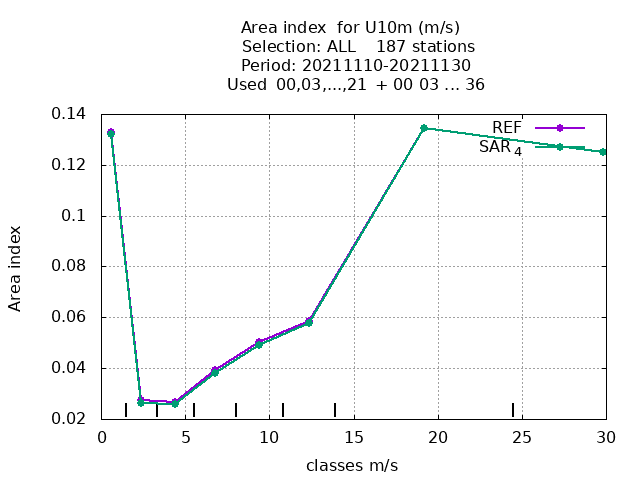 Area index  for U10m (m/s)
Selection: ALL    187 stations
Period: 20211110-20211130
Used  00,03,...,21  + 00 03 ... 36
0.14
0.12
0.1
0.08
0.06
0.04
0.02
Area index
REF
SAR 4
0 5 10 15 20 25 30
classes m/s